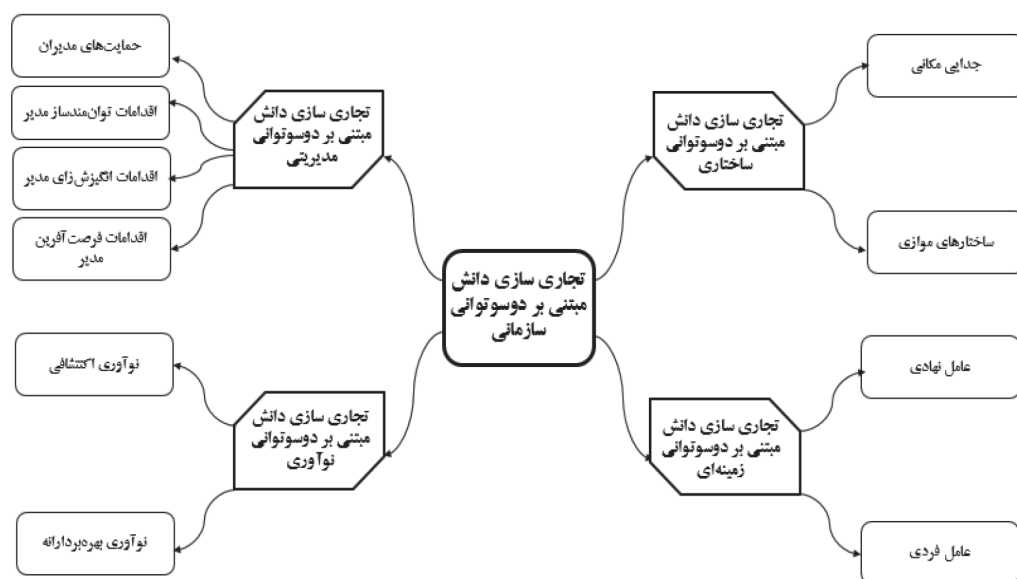 حمایت‌های مدیران
اقدامات توان‌مندساز مدیر
اقدامات انگیزش‌زای مدیر
اقدامات فرصت‌آفرین
مدیر
تجاری سازی دانش
مبتنی بر دوسوتوانی
مدیریتی
تجاری سازی دانش
مبتنی بر دوسوتوانی
ساختاری
جدایی مکانی
ساختارهای موازی
تجاری سازی دانش
مبتنی بر دوسوتوانی
سازمانی
نوآوری اکتشافی
نوآوری بهره‌بردارانه
تجاری سازی دانش
مبتنی بر دوسوتوانی
نوآوری
تجاری سازی دانش
مبتنی بر دوسوتوانی
زمینه‌ای
عامل نهادی
عامل فردی